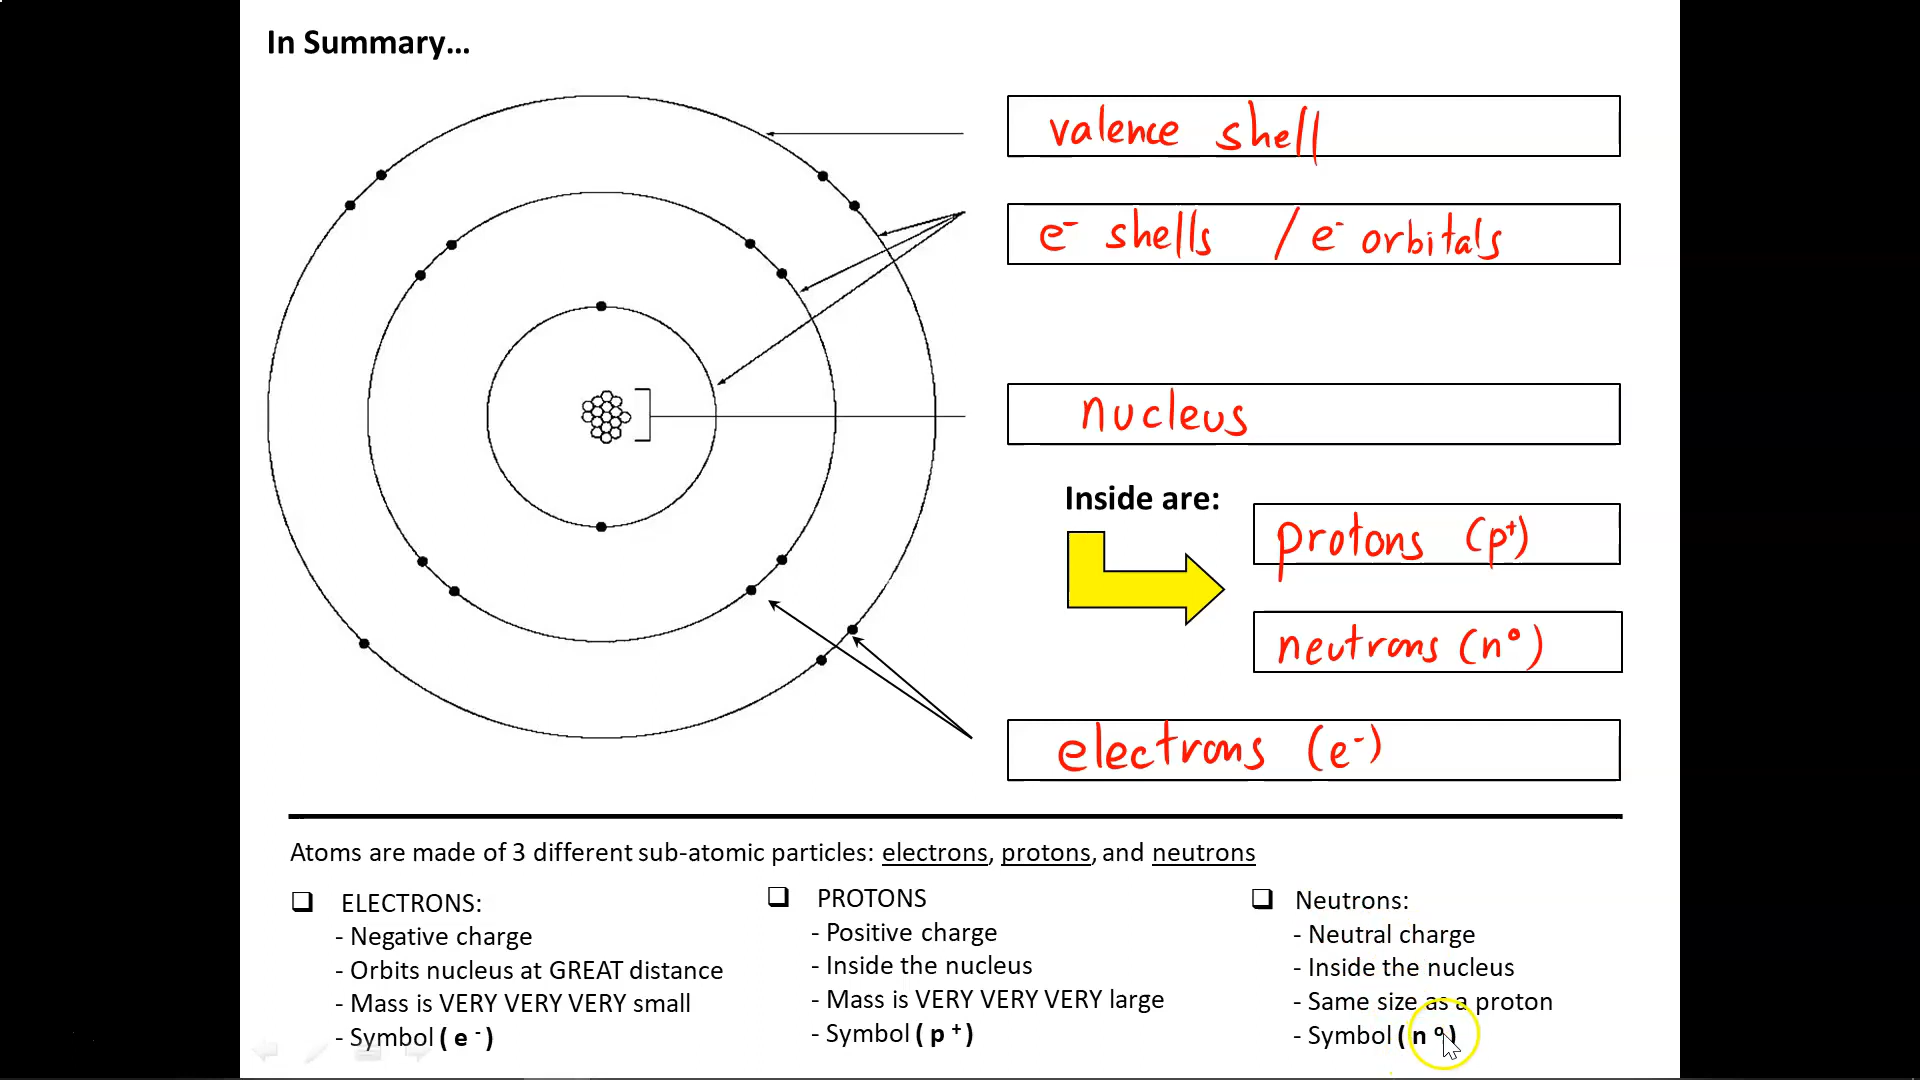 In Summary...
valence shell
e⁻ shells / e⁻ orbitals
nucleus
Inside are:
protons (p⁺)
neutrons (n⁰)
electrons (e⁻)
Atoms are made of 3 different sub-atomic particles: electrons, protons, and neutrons
❑ ELECTRONS:
- Negative charge
- Orbits nucleus at GREAT distance
- Mass is VERY VERY VERY small
- Symbol ( e ⁻ )
❑ PROTONS
- Positive charge
- Inside the nucleus
- Mass is VERY VERY VERY large
- Symbol ( p ⁺ )
❑ Neutrons:
- Neutral charge
- Inside the nucleus
- Same size as a proton
- Symbol ( n ⁰ )